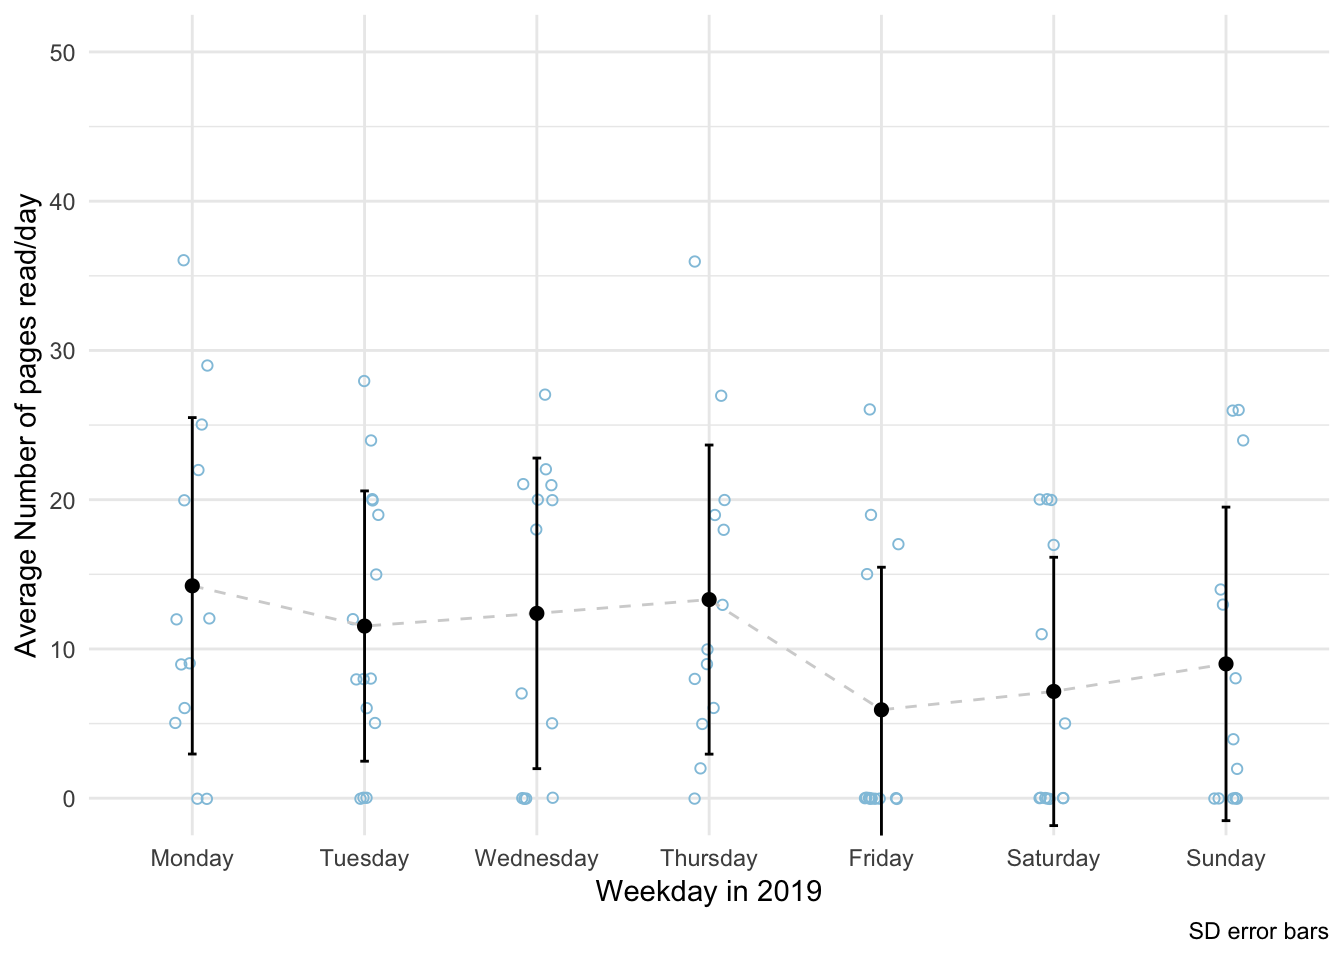 50
40
30
20
10
0
Average Number of pages read/day
Monday Tuesday Wednesday Thursday Friday Saturday Sunday
Weekday in 2019
SD error bars